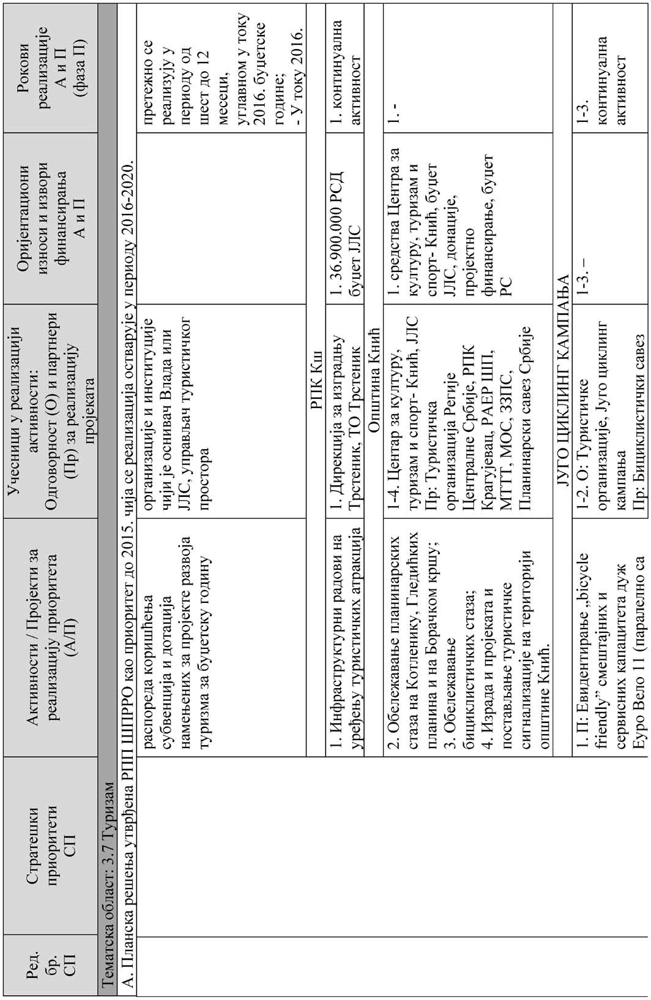 Ред.
бр.
СП
Стратешки
приоритети
СП
Активности / Пројекти за
реализацију приоритета
(А/П)
Учесници у реализацији
активности:
Одговорност (О) и партнери
(Пр) за реализацију
пројеката
Оријентациони
износи и извори
финансирања
А и П
Рокови
реализације
А и П
(фаза П)
Тематска област: 3.7 Туризам
А. Планска решења утврђена РПП ШПРРО као приоритет до 2015. чија се реализација остварује у периоду 2016-2020.
распореда коришћења
субвенција и дотација
намењених за пројекте развоја
туризма за буџетску годину
организације и институције
чији је оснивач Влада или
ЈЛС, управљач туристичког
простора
претежно се
реализују у
периоду од
шест до 12
месеци,
углавном у току
2016. буџетске
године;
- У току 2016.
РПК Кш
1. Инфраструктурни радови на
уређењу туристичких атракција
1. Дирекција за изградњу
Трстеник, ТО Трстеник
1. 36.900.000 РСД
буџет ЈЛС
1. континуална
активност
Општина Кнић
2. Обележавање планинарских
стаза на Котленику, Гледићких
планина и на Борачком кршу;
3. Обележавање
бициклистичких стаза;
4. Израда и пројеката и
постављање туристичке
сигнализације на територији
општине Кнић.
1-4. Центар за културу,
туризам и спорт- Кнић, ЈЛС
Пр: Туристичка
организација Регије
Централне Србије, РПК
Крагујевац, РАЕР ШП,
МТТТ, МОС, ЗЗПС,
Планинарски савез Србије
1. средства Центра за
културу, туризам и
спорт- Кнић, буџет
ЈЛС, донације,
пројектно
финансирање, буџет
РС
1. -
ЈУГО ЦИКЛИНГ КАМПАЊА
1. П: Евидентирање „bicycle
friendly” смештајних и
сервисних капацитета дуж
Еуро Вело 11 (паралелно са
1-2. О: Туристичке
организације, Југо циклинг
кампања
Пр: Бициклистички савез
1-3. –
1-3.
континуална
активност